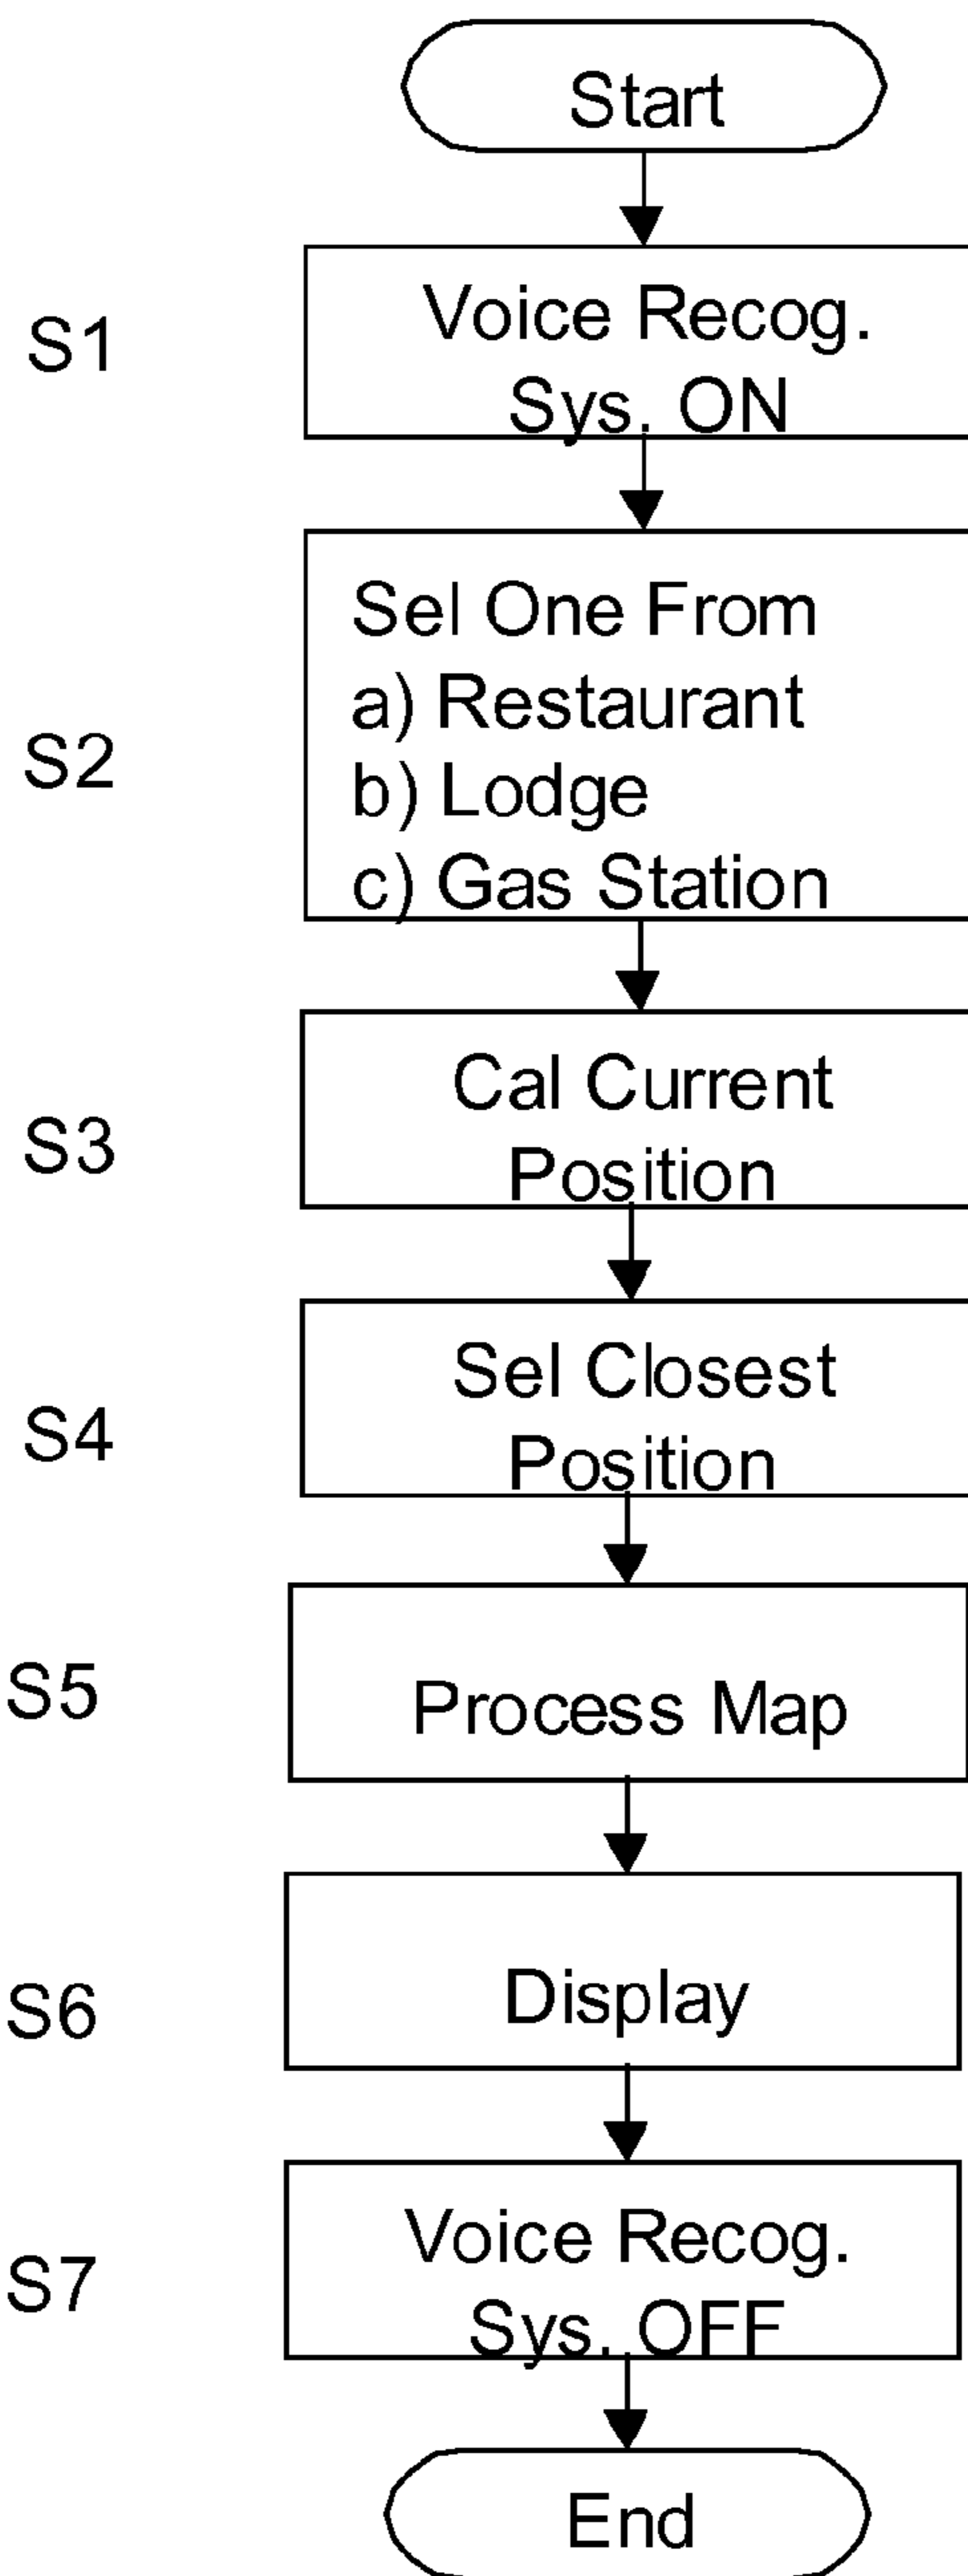 Start
S1
Voice Recog.
Sys. ON
S2
Sel One From
a) Restaurant
b) Lodge
c) Gas Station
S3
Cal Current
Position
S4
Sel Closest
Position
S5
Process Map
S6
Display
S7
Voice Recog.
Sys. OFF
End